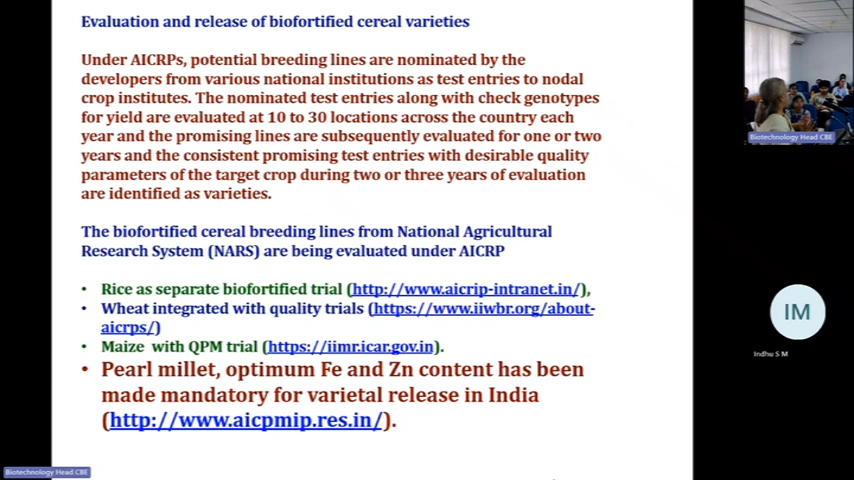 Evaluation and release of biofortified cereal varieties
Under AICRPs, potential breeding lines are nominated by the
developers from various national institutions as test entries to nodal
crop institutes. The nominated test entries along with check genotypes
for yield are evaluated at 10 to 30 locations across the country each
year and the promising lines are subsequently evaluated for one or two
years and the consistent promising test entries with desirable quality
parameters of the target crop during two or three years of evaluation
are identified as varieties.
The biofortified cereal breeding lines from National Agricultural
Research System (NARS) are being evaluated under AICRP
• Rice as separate biofortified trial (http://www.aicrip-intranet.in/),
• Wheat integrated with quality trials (https://www.iiwbr.org/about-
aicrps/)
• Maize with QPM trial (https://iimr.icar.gov.in).
• Pearl millet, optimum Fe and Zn content has been
made mandatory for varietal release in India
(http://www.aicpmip.res.in/).
Biotechnology Head CBE
IM
Indhu S M
Biotechnology Head CBE